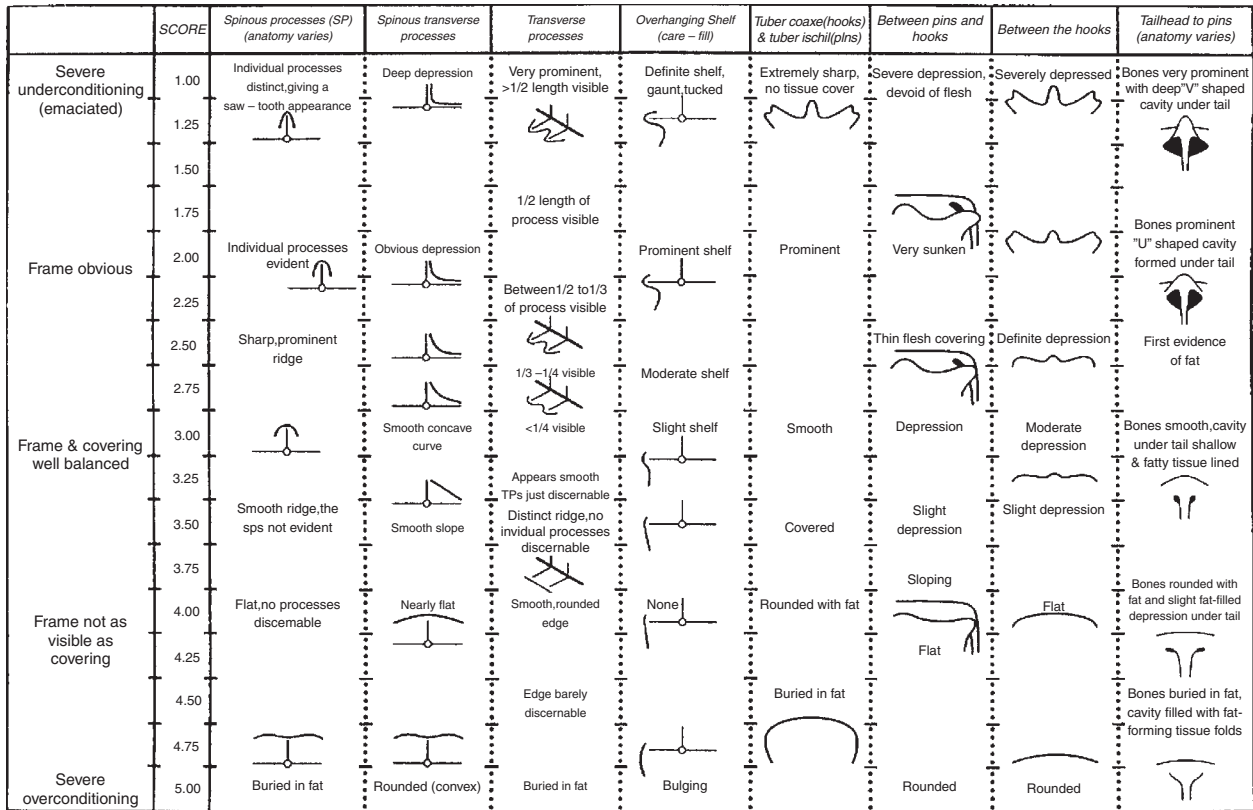 SCORE
Spinous processes (SP)
(anatomy varies)
Spinous transverse
processes
Transverse
processes
Overhanging Shelf
(care – fill)
Tuber coaxe(hooks)
& tuber ischil(plns)
Between pins and
hooks
Between the hooks
Tailhead to pins
(anatomy varies)
Severe
underconditioning
(emaciated)
Frame obvious
Frame & covering
well balanced
Frame not as
visible as
covering
Severe
overconditioning
1.00
1.25
1.50
1.75
2.00
2.25
2.50
2.75
3.00
3.25
3.50
3.75
4.00
4.25
4.50
4.75
5.00
Individual processes
distinct,giving a
saw – tooth appearance
Individual processes
evident
Sharp,prominent
ridge
Smooth ridge,the
sps not evident
Flat,no processes
discemable
Buried in fat
Deep depression
Obvious depression
Smooth concave
curve
Smooth slope
Nearly flat
Rounded (convex)
Very prominent,
>1/2 length visible
1/2 length of
process visible
Between1/2 to1/3
of process visible
1/3 –1/4 visible
<1/4 visible
Appears smooth
TPs just discernable
Distinct ridge,no
invidual processes
discernable
Smooth,rounded
edge
Edge barely
discernable
Buried in fat
Definite shelf,
gaunt,tucked
Prominent shelf
Moderate shelf
Slight shelf
None
Bulging
Extremely sharp,
no tissue cover
Prominent
Smooth
Covered
Rounded with fat
Buried in fat
Severe depression,
devoid of flesh
Very sunken
Thin flesh covering
Depression
Slight
depression
Sloping
Flat
Rounded
Severely depressed
Definite depression
Moderate
depression
Slight depression
Flat
Rounded
Bones very prominent
with deep"V" shaped
cavity under tail
Bones prominent
"U" shaped cavity
formed under tail
First evidence
of fat
Bones smooth,cavity
under tail shallow
& fatty tissue lined
Bones rounded with
fat and slight fat-filled
depression under tail
Bones buried in fat,
cavity filled with fat-
forming tissue folds